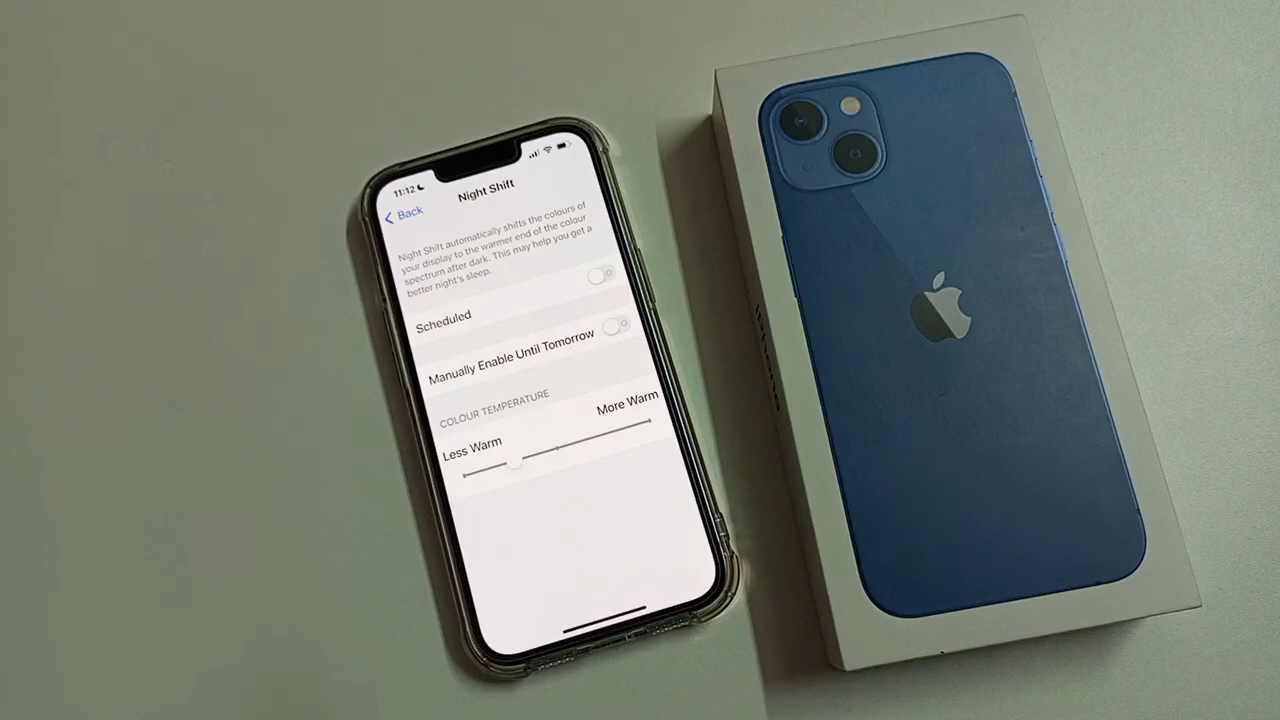 11:12
Back
Night Shift
Night Shift automatically shifts the colours of
your display to the warmer end of the colour
spectrum after dark. This may help you get a
better night's sleep.
Scheduled
Manually Enable Until Tomorrow
COLOUR TEMPERATURE
Less Warm
More Warm
iPhone